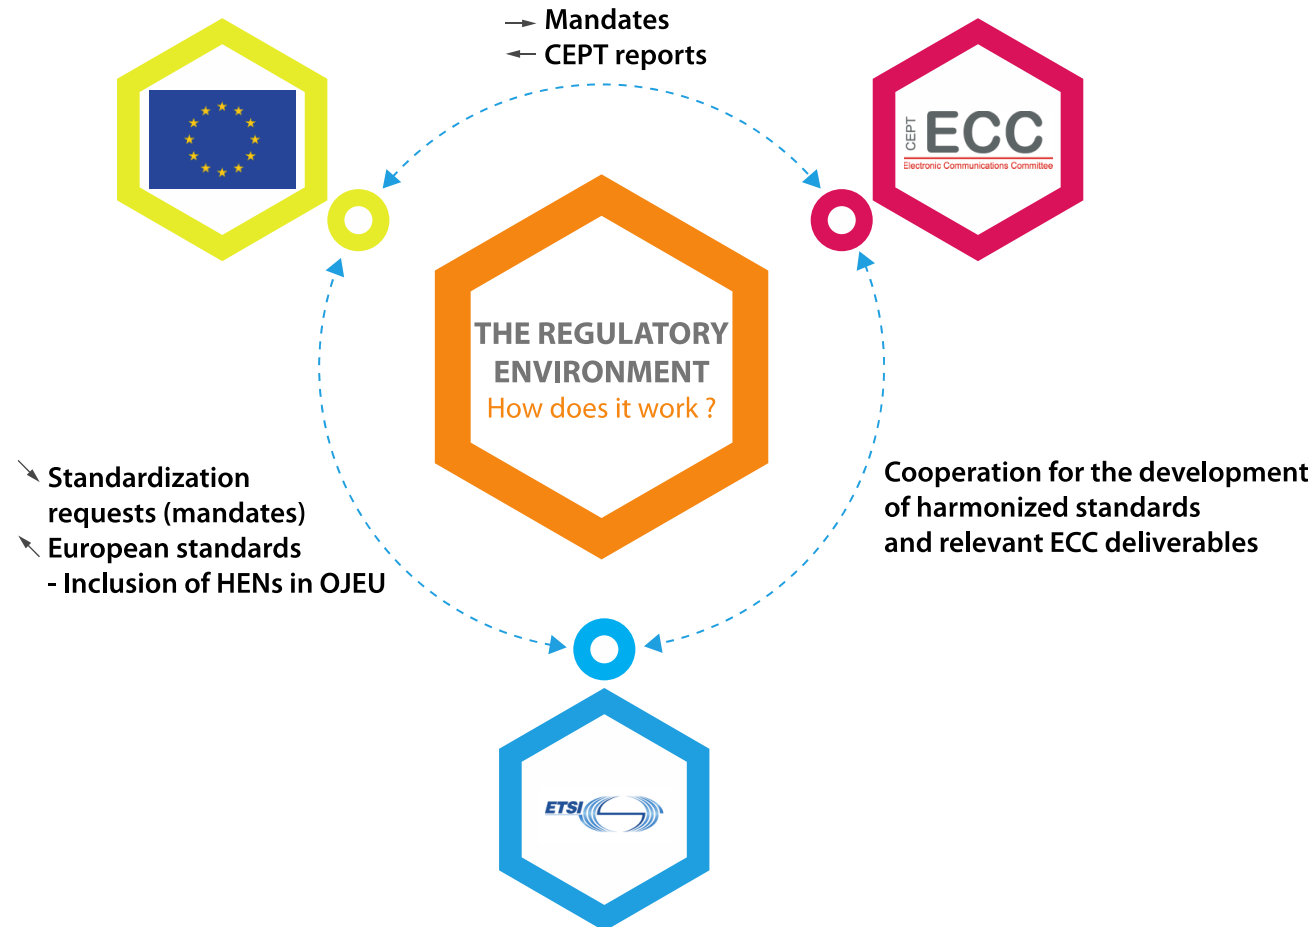 Mandates
CEPT reports
CEPT
ECC
Electronic Communications Committee
THE REGULATORY
ENVIRONMENT
How does it work ?
Standardization
requests (mandates)
European standards
- Inclusion of HENs in OJEU
Cooperation for the development
of harmonized standards
and relevant ECC deliverables
ETSI